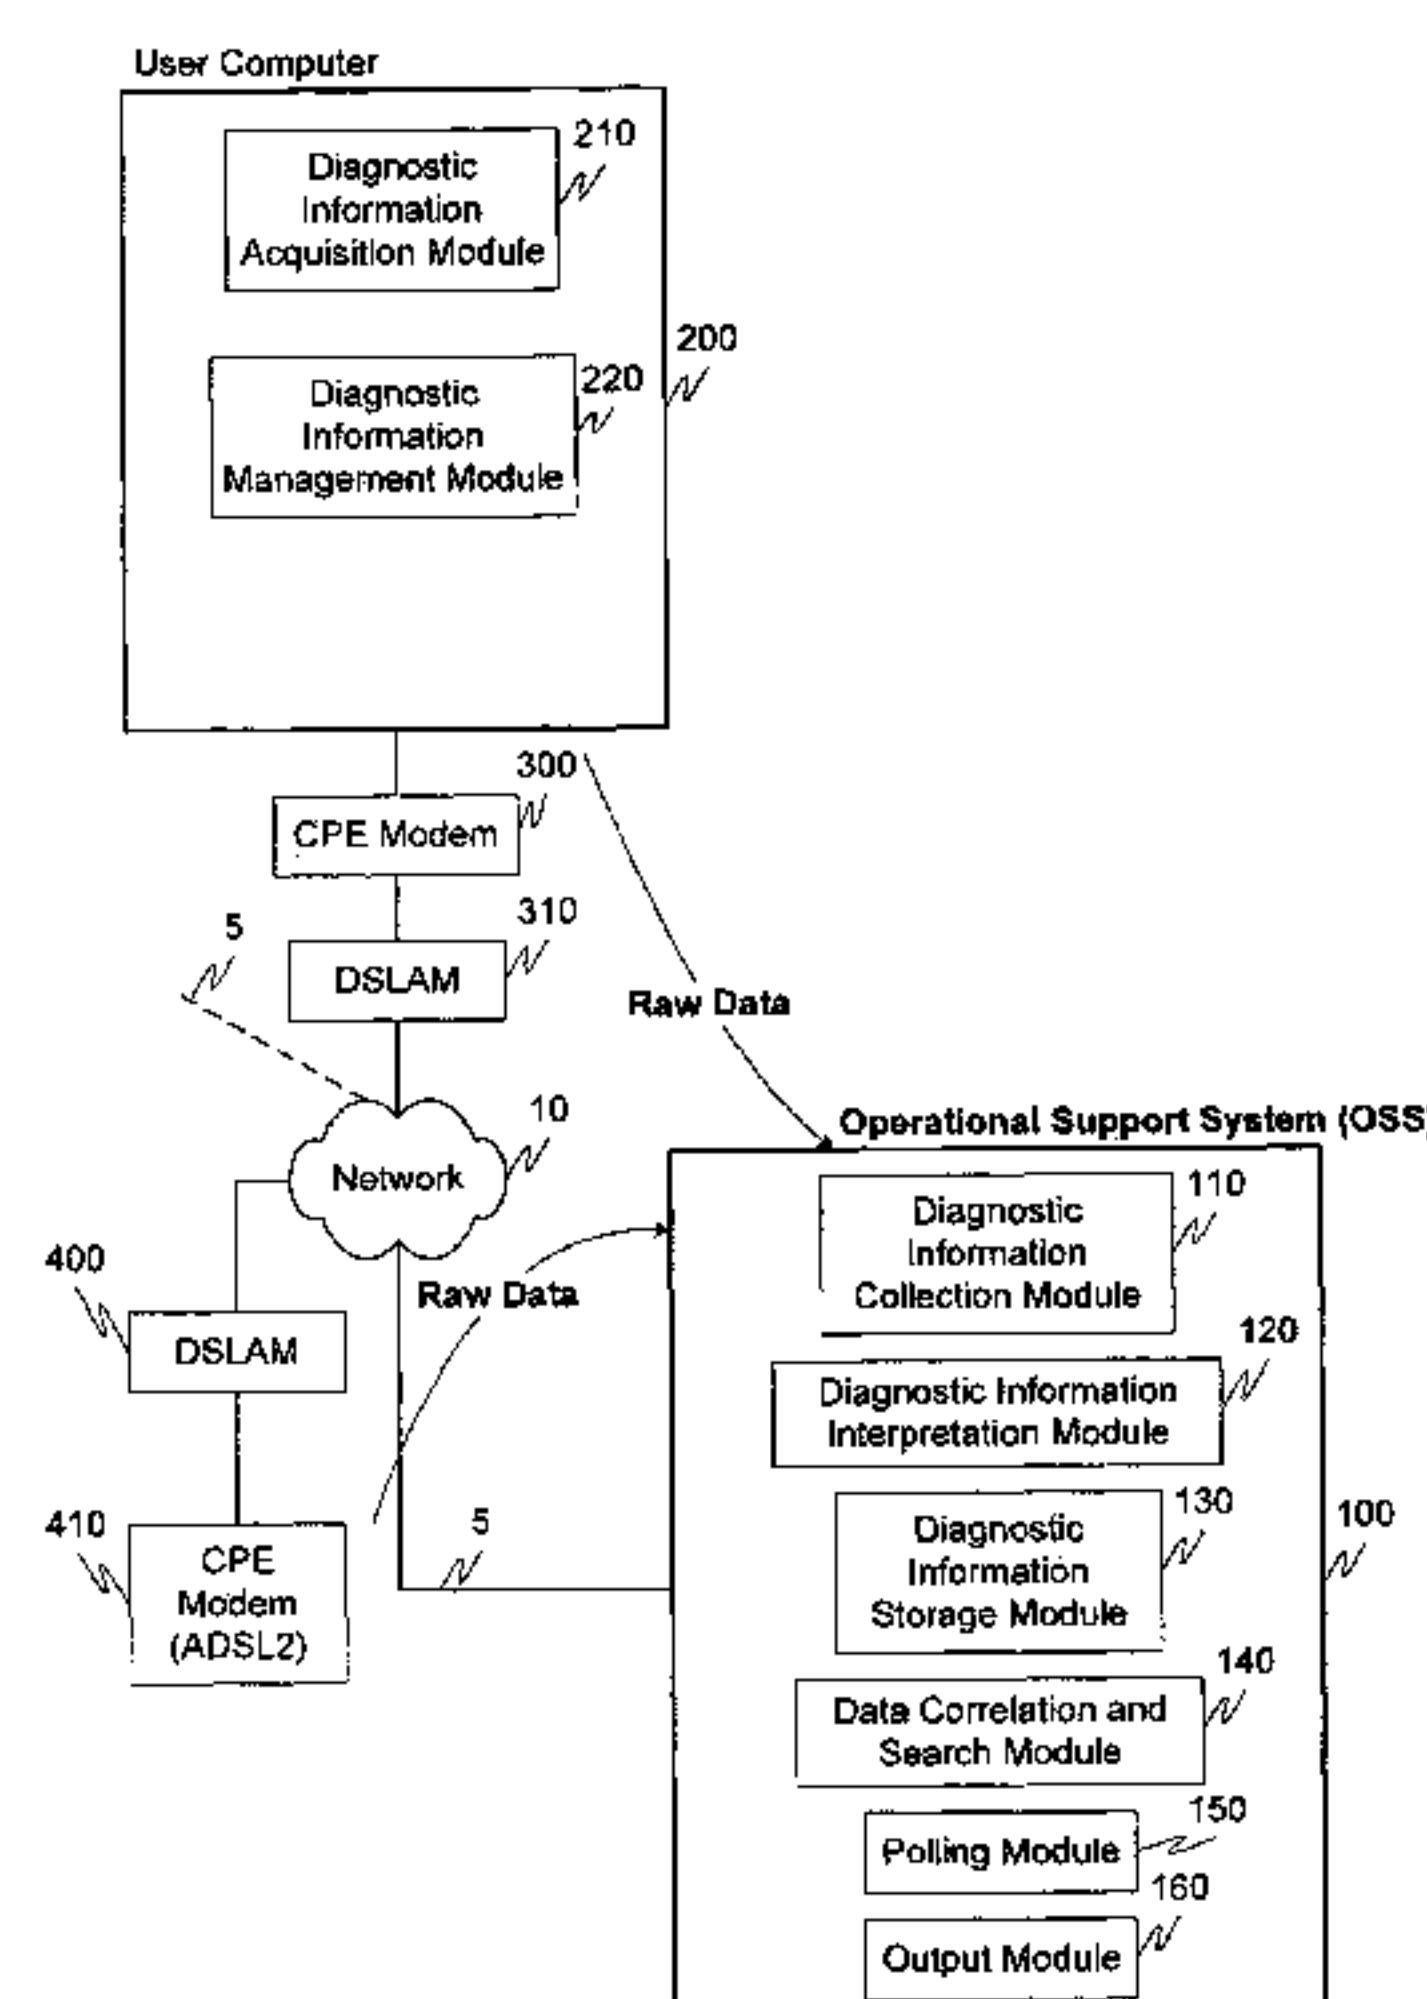 User Computer
210
Diagnostic
Information
Acquisition Module
200
220
Diagnostic
Information
Management Module
300
CPE Modem
310
5
DSLAM
Raw Data
10
Operational Support System (OSS
Network
110
Diagnostic
Information
Collection Module
400
Raw Data
DSLAM
120
Diagnostic Information
Interpretation Module
130
100
Diagnostic
Information
Storage Module
410
5
CPE
Modem
(ADSL2)
140
Data Correlation and
Search Module
150
Polling Module
160
Output Module